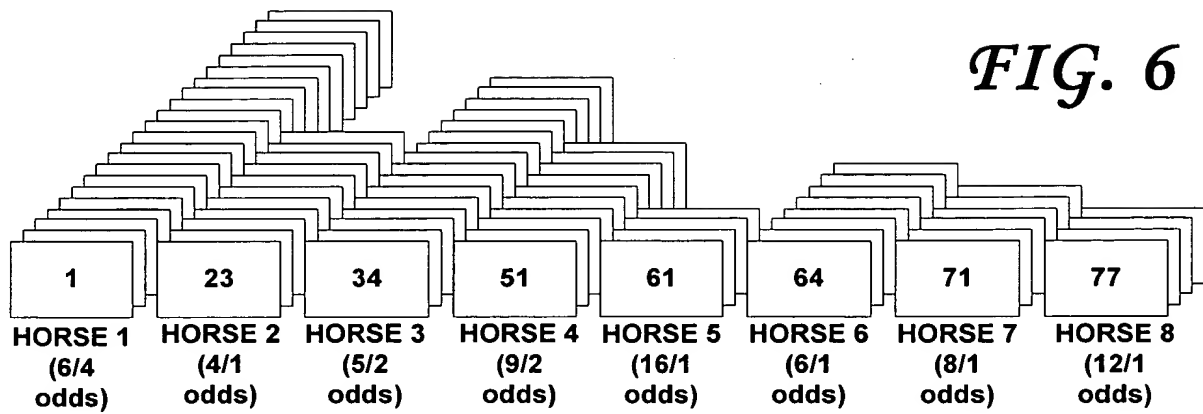 FIG. 6
1 23 34 51 61 64 71 77
HORSE 1 HORSE 2 HORSE 3 HORSE 4 HORSE 5 HORSE 6 HORSE 7 HORSE 8
(6/4 (4/1 (5/2 (9/2 (16/1 (6/1 (8/1 (12/1
odds) odds) odds) odds) odds) odds) odds) odds)